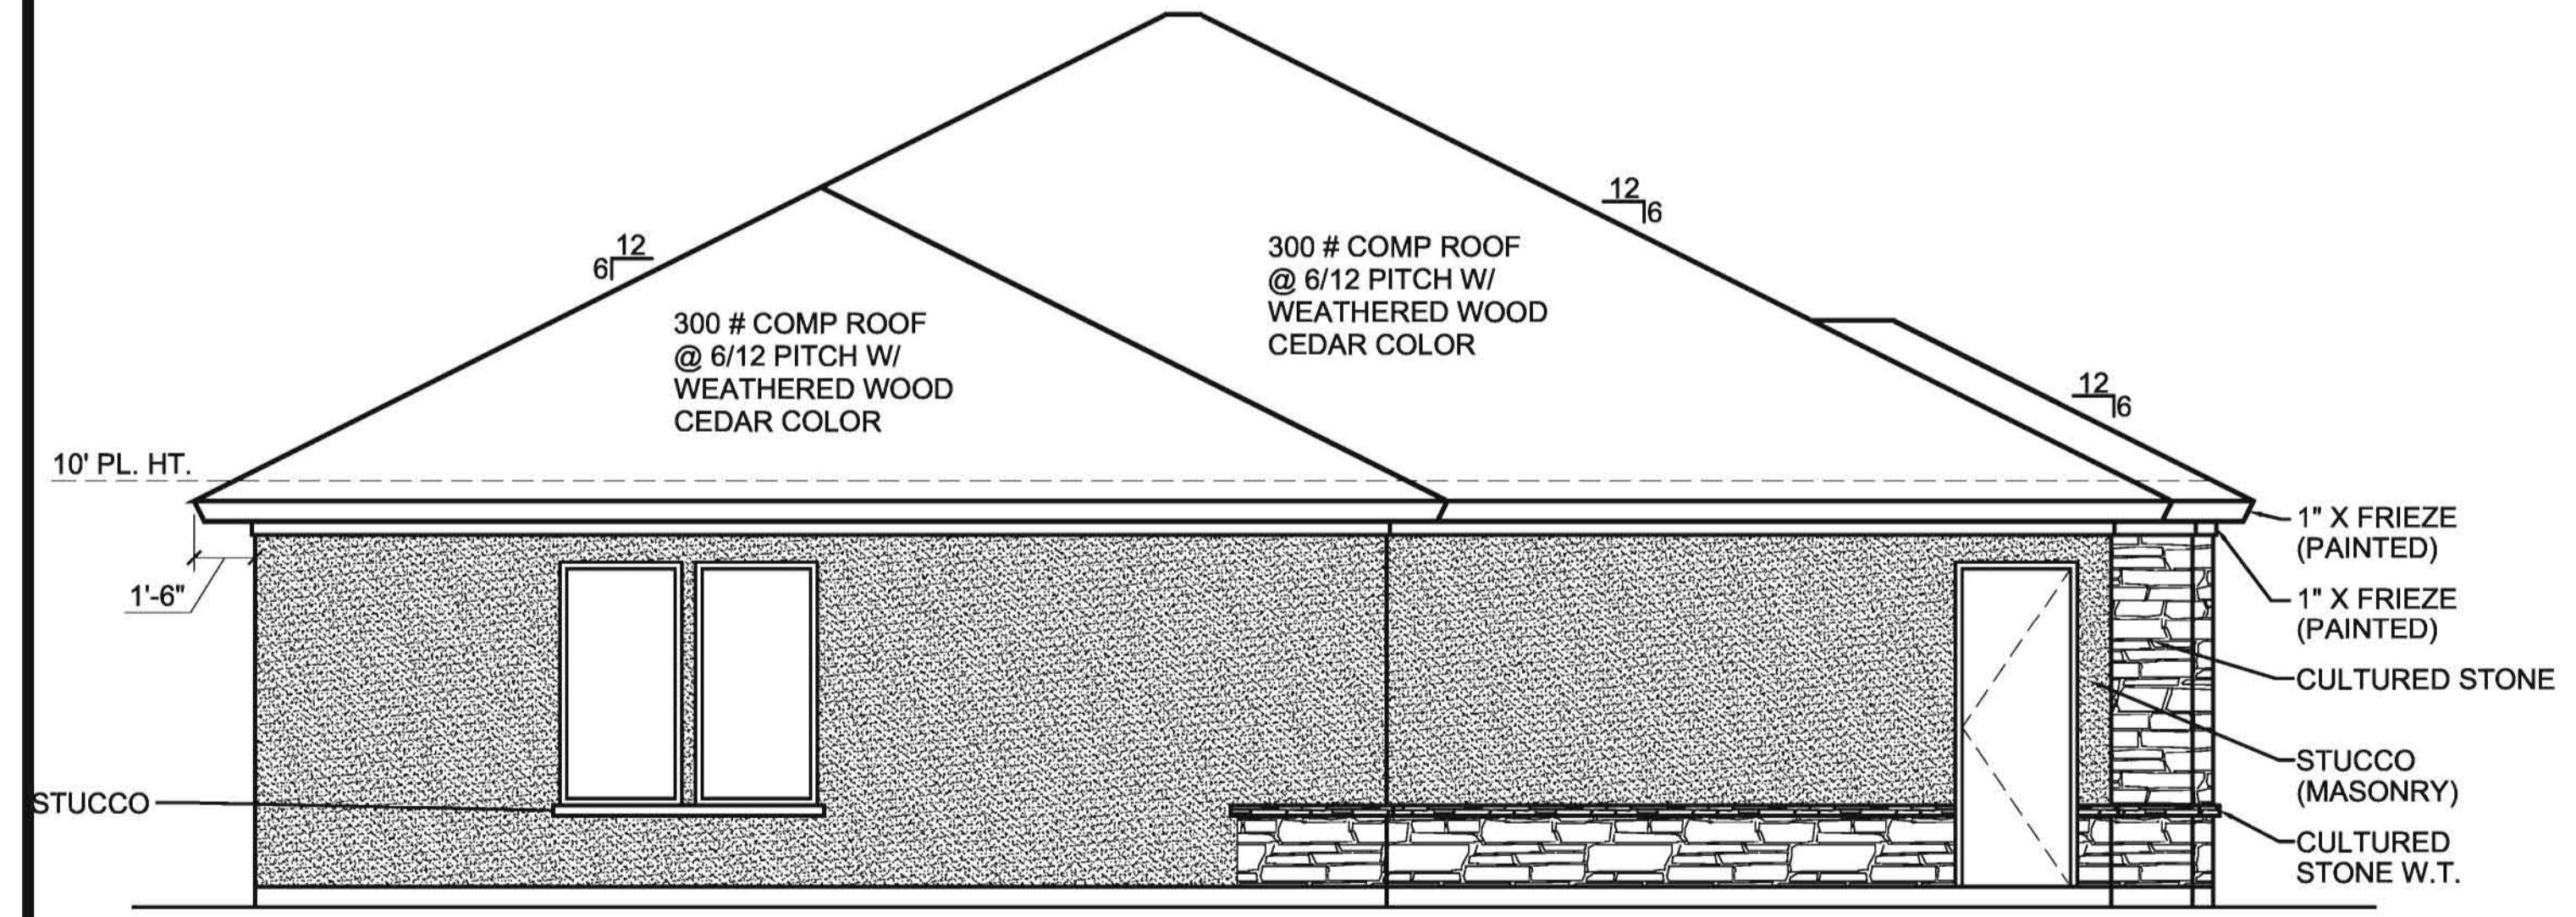 12
6
12
6
300 # COMP ROOF
@ 6/12 PITCH W/
WEATHERED WOOD
CEDAR COLOR
300 # COMP ROOF
@ 6/12 PITCH W/
WEATHERED WOOD
CEDAR COLOR
12
6
10' PL. HT.
1'-6"
1" X FRIEZE
(PAINTED)
1" X FRIEZE
(PAINTED)
CULTURED STONE
STUCCO
(MASONRY)
STUCCO
CULTURED
STONE W.T.